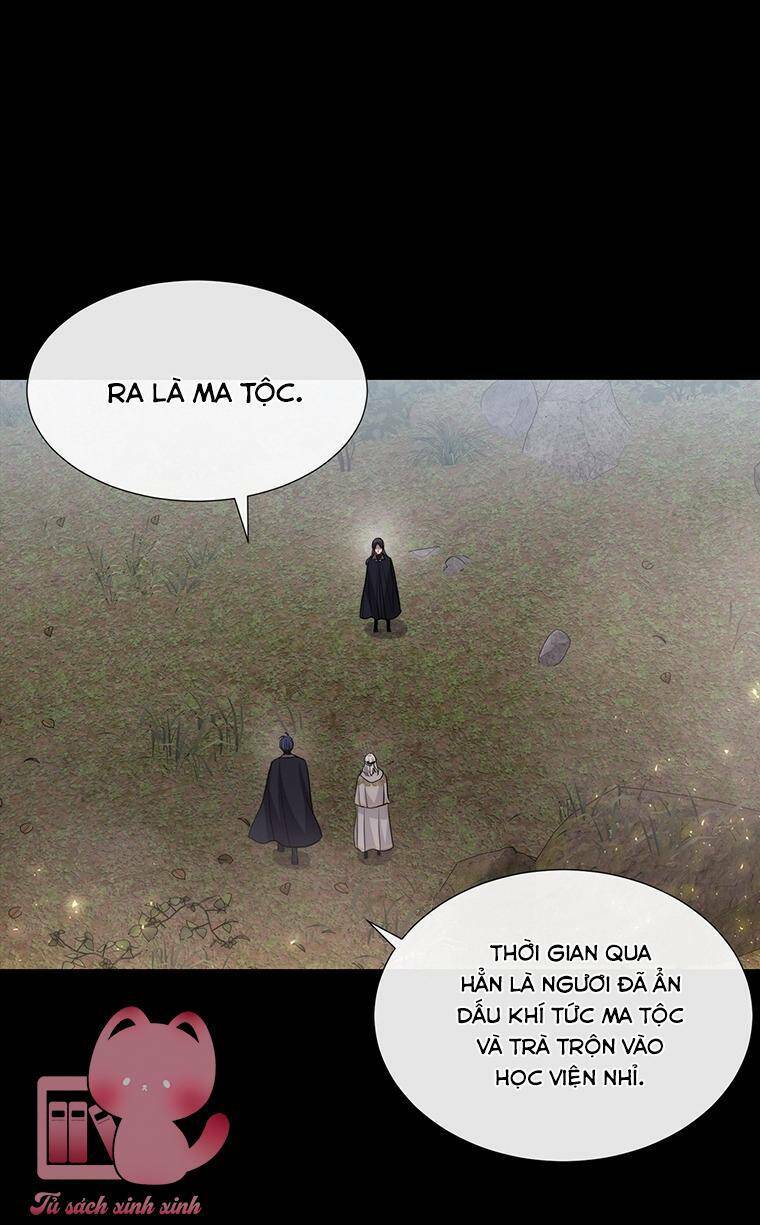 RA LÀ MA TỘC.
THỜI GIAN QUA
HẲN LÀ NGƯƠI ĐÃ ẨN
DẤU KHÍ TỨC MA TỘC
VÀ TRÀ TRỘN VÀO
HỌC VIỆN NHỈ.
Tủ sách xinh xinh